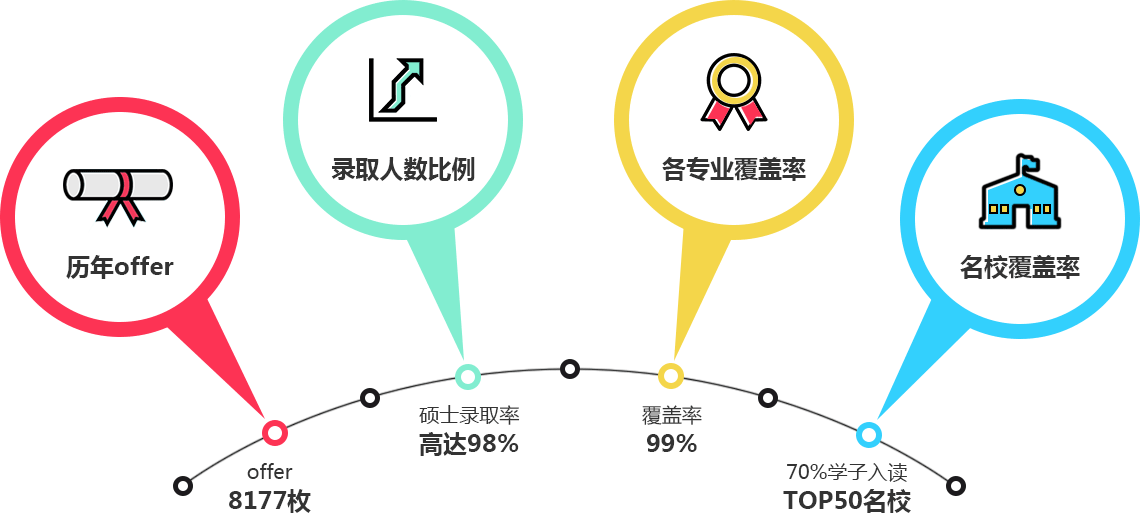 历年offer
录取人数比例
各专业覆盖率
名校覆盖率
offer
8177枚
硕士录取率
高达98%
覆盖率
99%
70%学子入读
TOP50名校